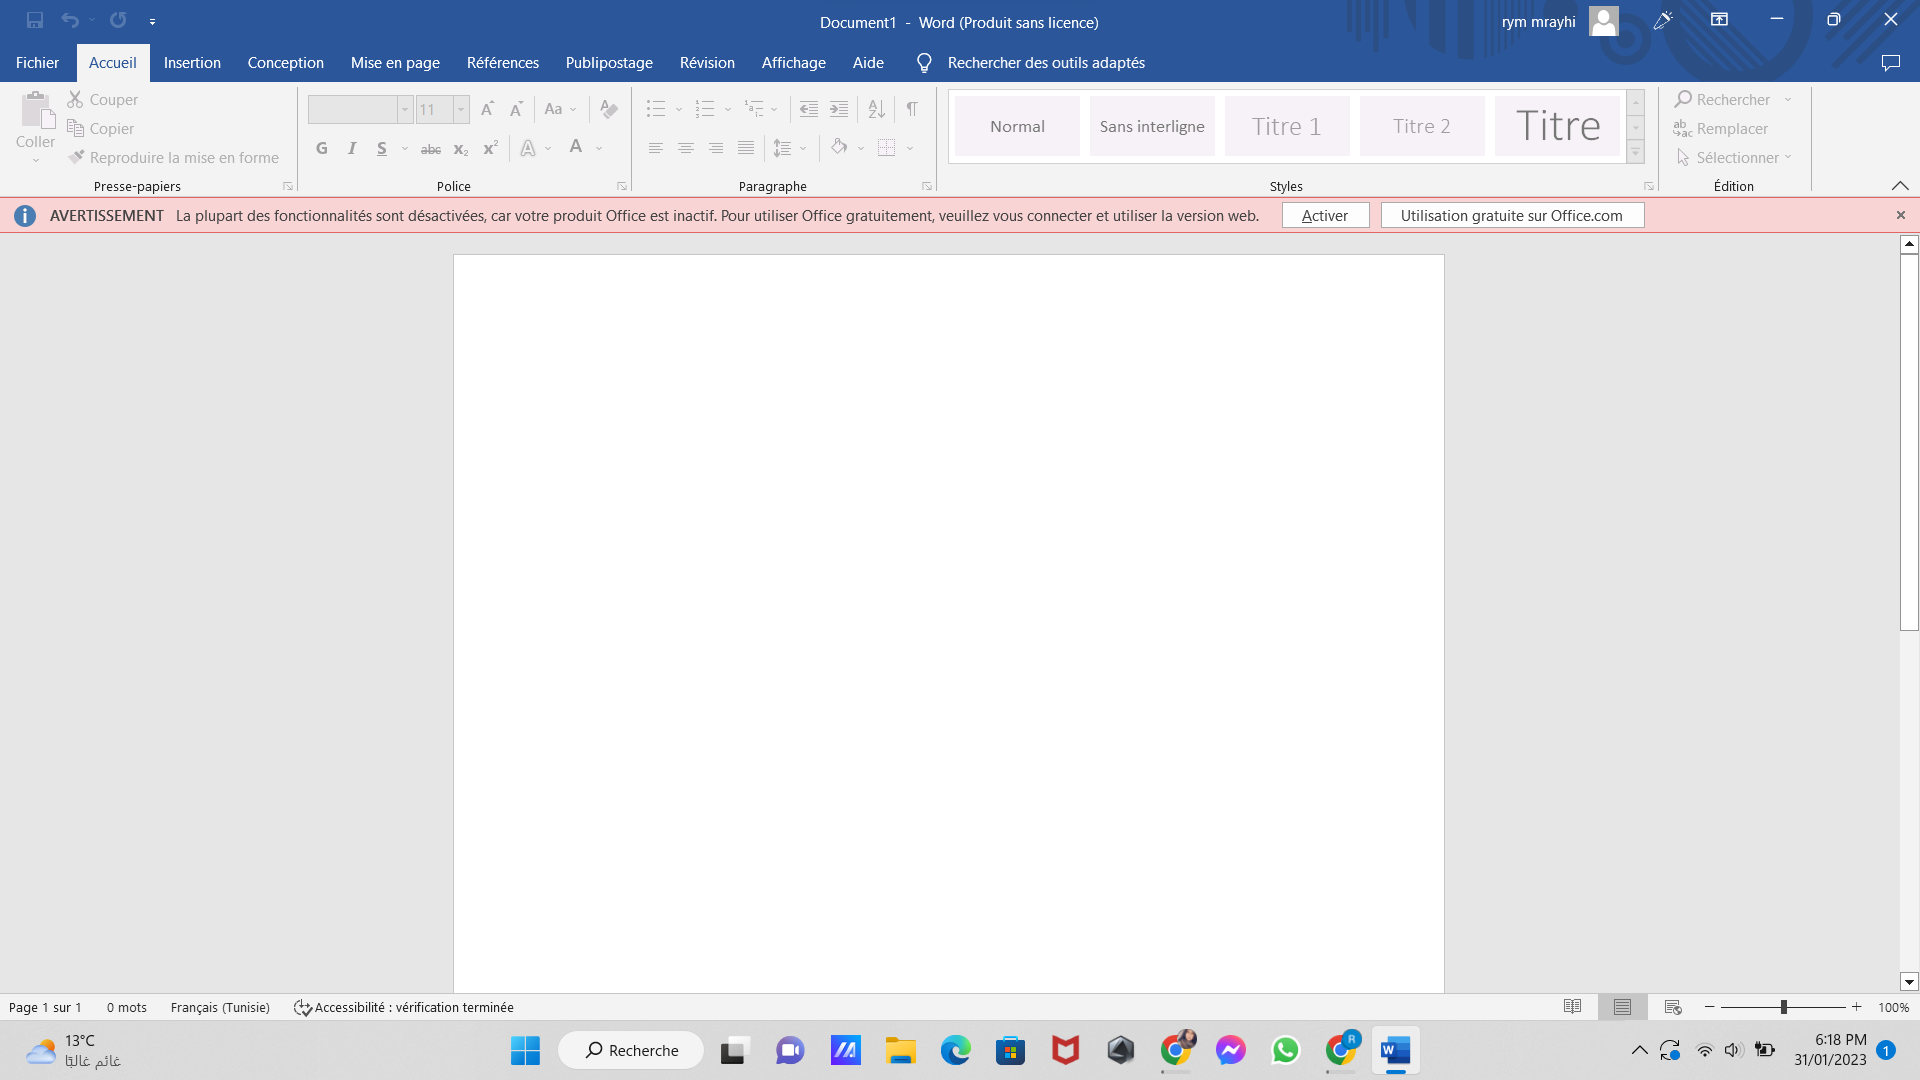 Document1 - Word (Produit sans licence)
rym mrayhi
Fichier Accueil Insertion Conception Mise en page Références Publipostage Révision Affichage Aide Rechercher des outils adaptés
Coller
Couper
Copier
Reproduire la mise en forme
Presse-papiers
11
Aa
G I S abc x₂ x² A A
Police
Paragraphe
Normal
Sans interligne
Titre 1
Titre 2
Titre
Styles
Rechercher
Remplacer
Sélectionner
Édition
AVERTISSEMENT La plupart des fonctionnalités sont désactivées, car votre produit Office est inactif. Pour utiliser Office gratuitement, veuillez vous connecter et utiliser la version web. Activer Utilisation gratuite sur Office.com
Page 1 sur 1 0 mots Français (Tunisie) Accessibilité : vérification terminée 100%
13°C
غائم غالبًا
Recherche
R
W
6:18 PM
31/01/2023
1